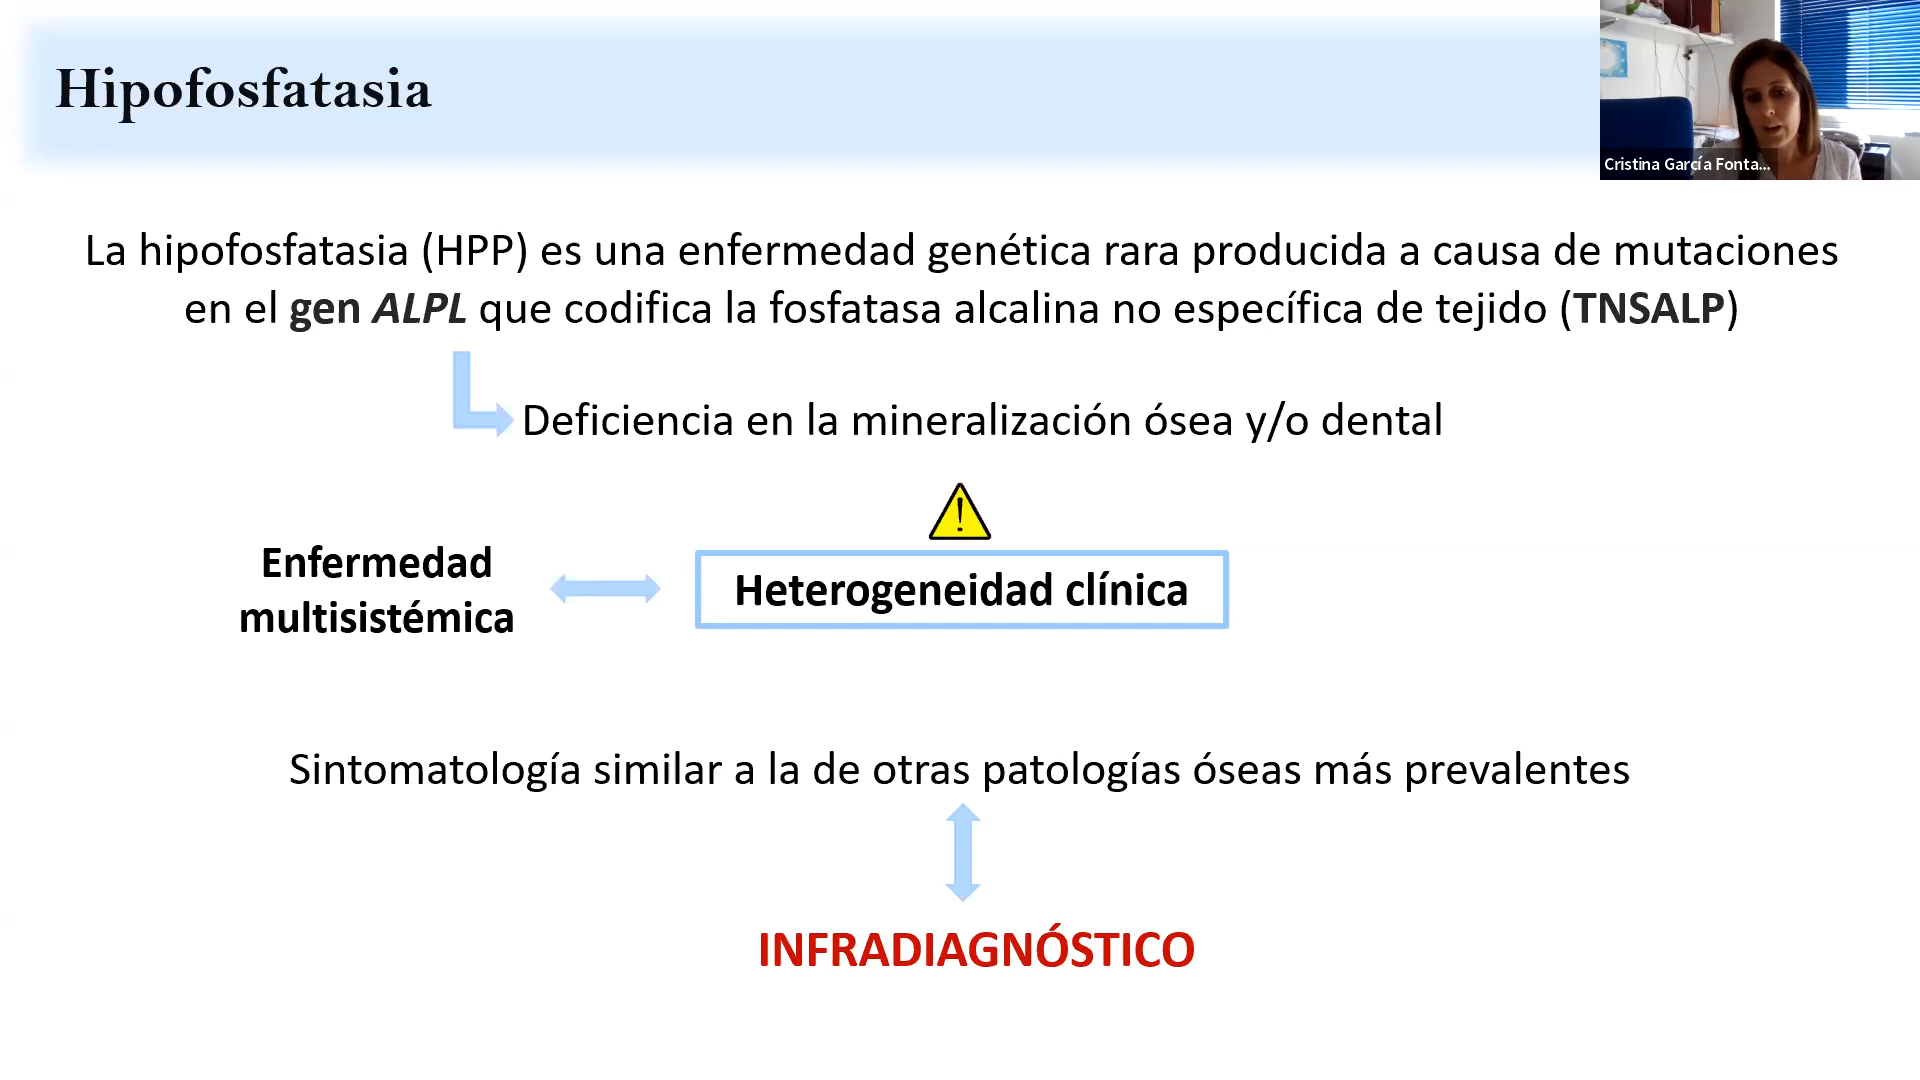 Hipofosfatasia
Cristina García Fonta...
La hipofosfatasia (HPP) es una enfermedad genética rara producida a causa de mutaciones
en el gen ALPL que codifica la fosfatasa alcalina no específica de tejido (TNSALP)
Deficiencia en la mineralización ósea y/o dental
Enfermedad
multisistémica
Heterogeneidad clínica
Sintomatología similar a la de otras patologías óseas más prevalentes
INFRADIAGNÓSTICO